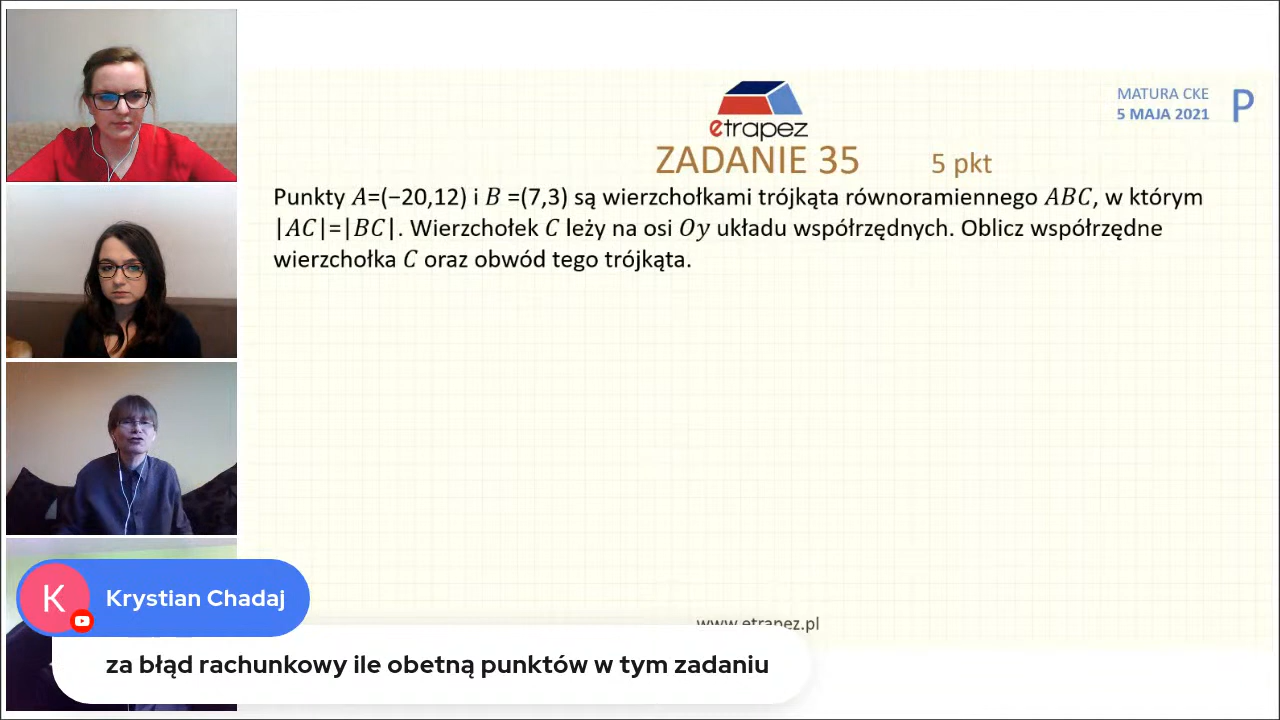 etrapez
MATURA CKE
5 MAJA 2021
P
ZADANIE 35 5 pkt
Punkty A=(−20,12) i B =(7,3) są wierzchołkami trójkąta równoramiennego ABC, w którym
|AC|=|BC|. Wierzchołek C leży na osi Oy układu współrzędnych. Oblicz współrzędne
wierzchołka C oraz obwód tego trójkąta.
www.etrapez.pl
K
Krystian Chadaj
za błąd rachunkowy ile obetną punktów w tym zadaniu